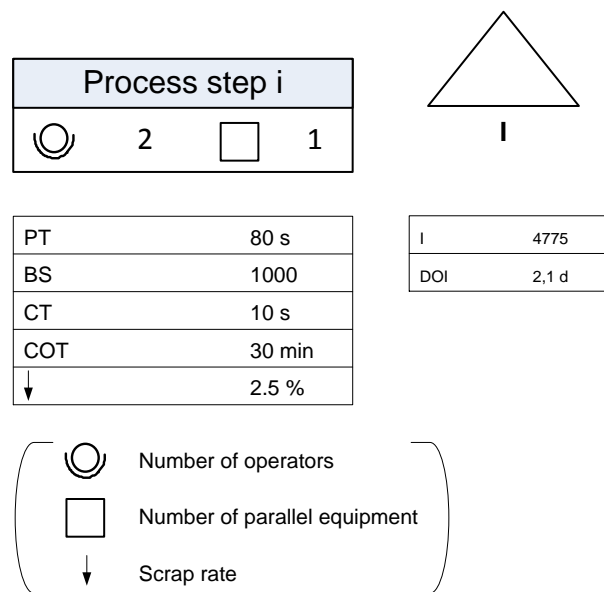 Process step i
2 1
I
PT 80 s
BS 1000
CT 10 s
COT 30 min
↓ 2.5 %
I 4775
DOI 2,1 d
Number of operators
Number of parallel equipment
↓ Scrap rate